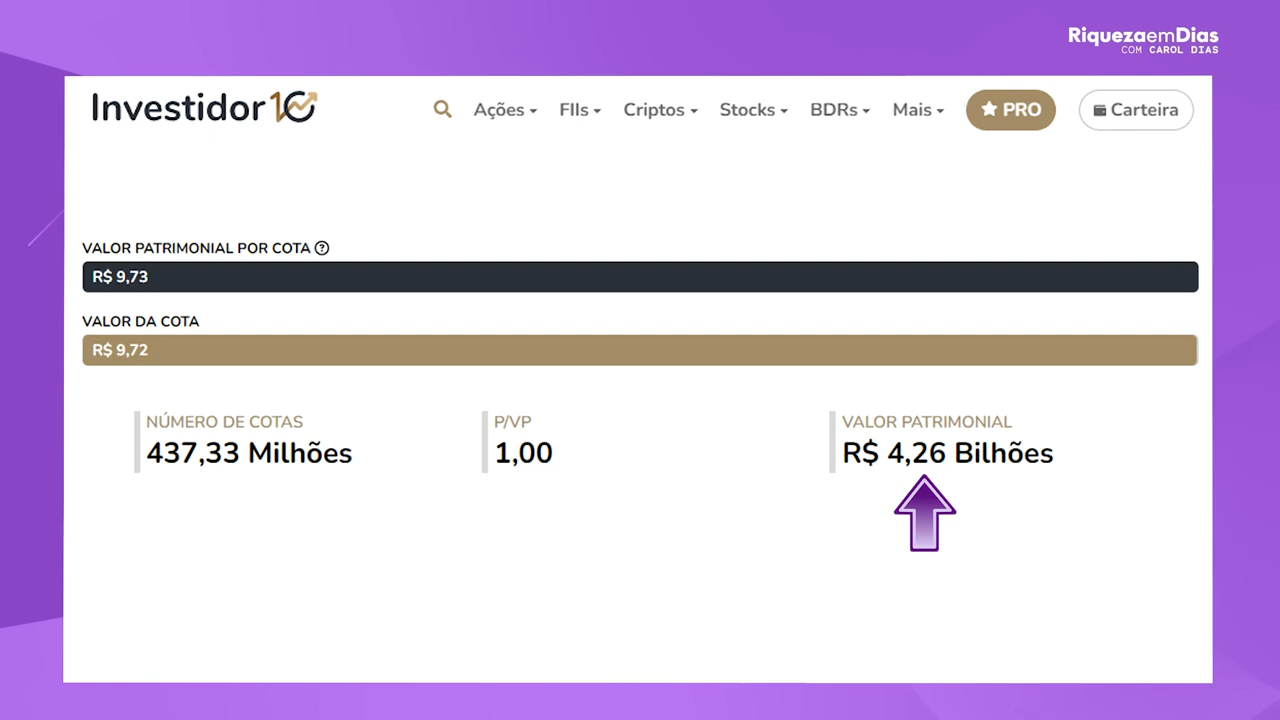 RiquezaemDias
COM CAROL DIAS
Investidor10
Ações
FIIs
Criptos
Stocks
BDRs
Mais
PRO
Carteira
VALOR PATRIMONIAL POR COTA ?
R$ 9,73
VALOR DA COTA
R$ 9,72
NÚMERO DE COTAS
437,33 Milhões
P/VP
1,00
VALOR PATRIMONIAL
R$ 4,26 Bilhões